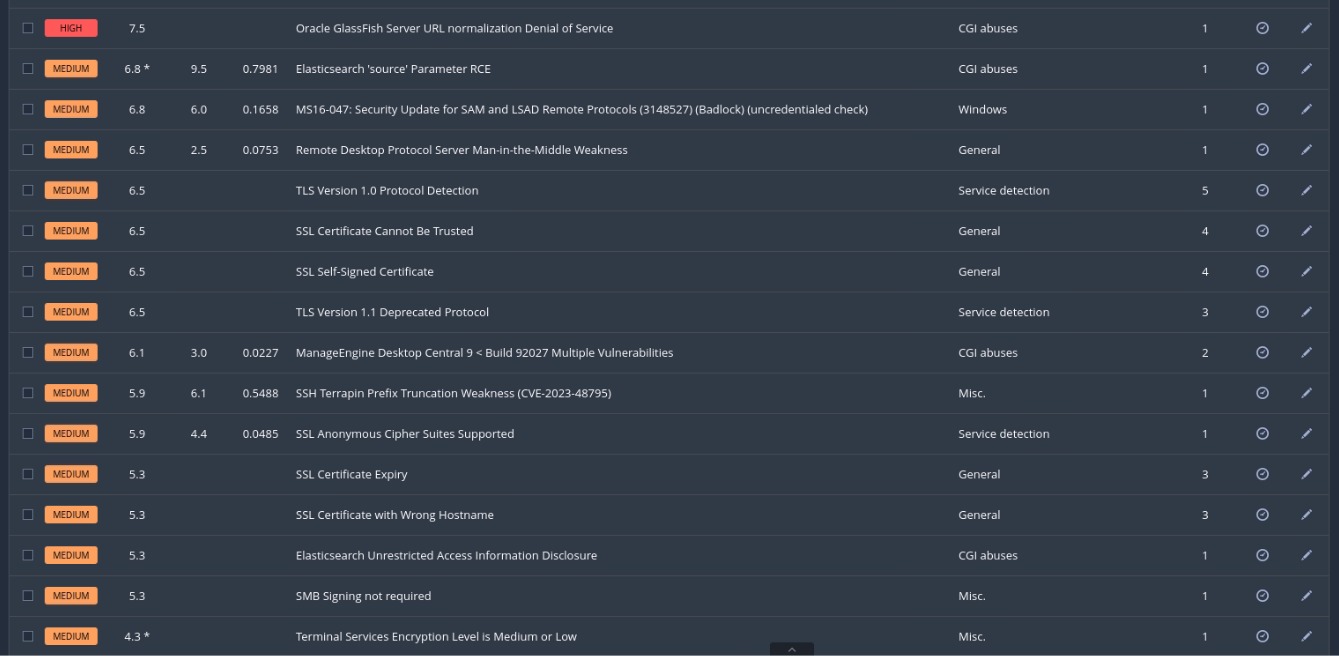 HIGH 7.5 Oracle GlassFish Server URL normalization Denial of Service CGI abuses 1
MEDIUM 6.8 * 9.5 0.7981 Elasticsearch 'source' Parameter RCE CGI abuses 1
MEDIUM 6.8 6.0 0.1658 MS16-047: Security Update for SAM and LSAD Remote Protocols (3148527) (Badlock) (uncredentialed check) Windows 1
MEDIUM 6.5 2.5 0.0753 Remote Desktop Protocol Server Man-in-the-Middle Weakness General 1
MEDIUM 6.5 TLS Version 1.0 Protocol Detection Service detection 5
MEDIUM 6.5 SSL Certificate Cannot Be Trusted General 4
MEDIUM 6.5 SSL Self-Signed Certificate General 4
MEDIUM 6.5 TLS Version 1.1 Deprecated Protocol Service detection 3
MEDIUM 6.1 3.0 0.0227 ManageEngine Desktop Central 9 < Build 92027 Multiple Vulnerabilities CGI abuses 2
MEDIUM 5.9 6.1 0.5488 SSH Terrapin Prefix Truncation Weakness (CVE-2023-48795) Misc. 1
MEDIUM 5.9 4.4 0.0485 SSL Anonymous Cipher Suites Supported Service detection 1
MEDIUM 5.3 SSL Certificate Expiry General 3
MEDIUM 5.3 SSL Certificate with Wrong Hostname General 3
MEDIUM 5.3 Elasticsearch Unrestricted Access Information Disclosure CGI abuses 1
MEDIUM 5.3 SMB Signing not required Misc. 1
MEDIUM 4.3 * Terminal Services Encryption Level is Medium or Low Misc. 1